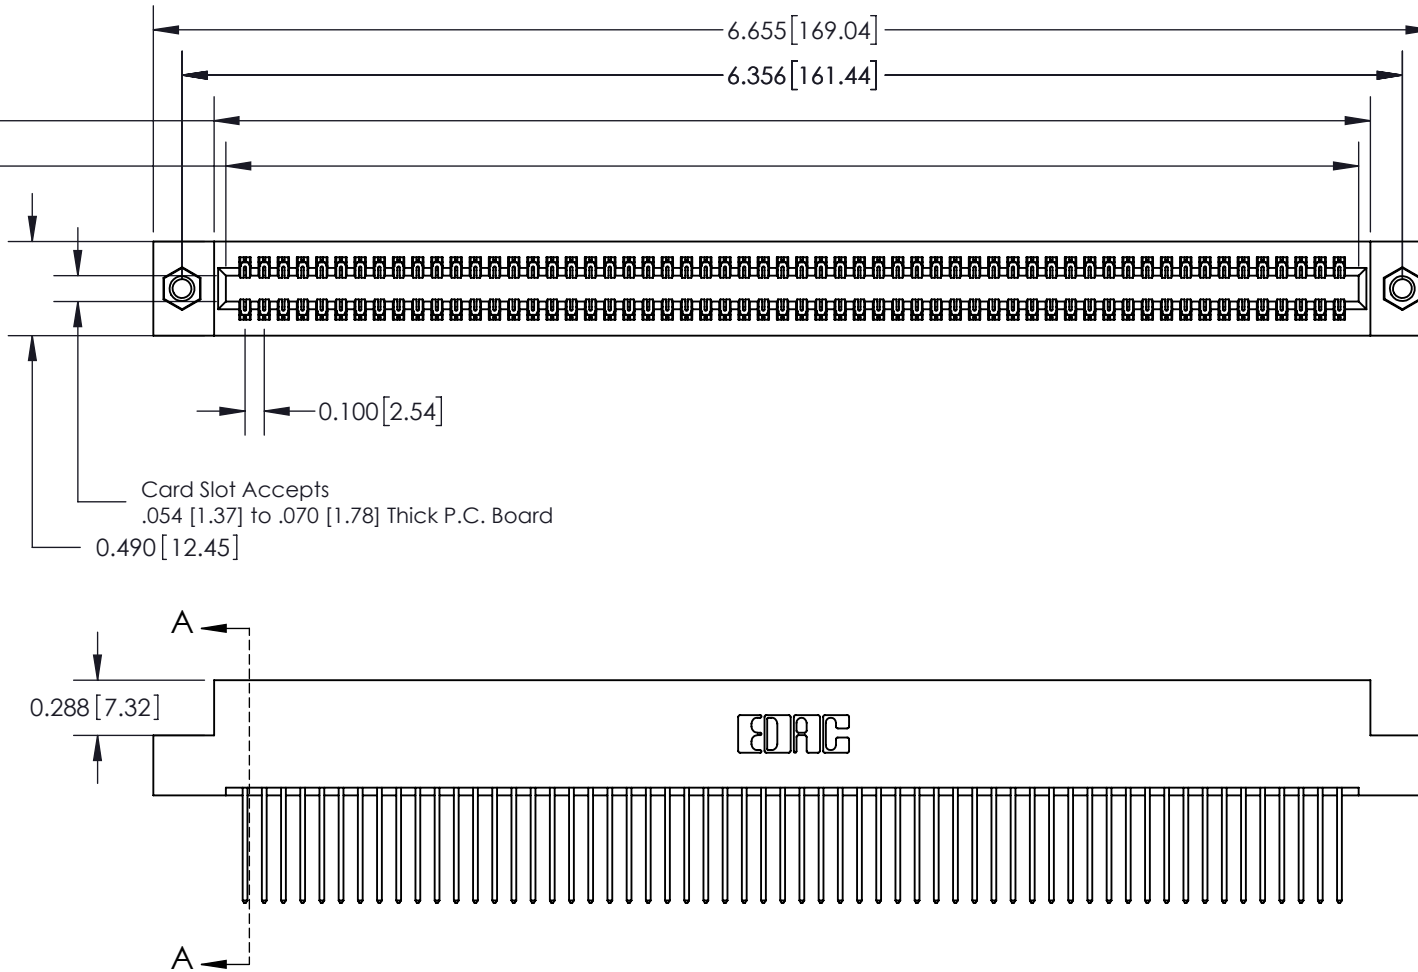 6.655[169.04]
6.356[161.44]
0.100[2.54]
Card Slot Accepts
.054 [1.37] to .070 [1.78] Thick P.C. Board
0.490[12.45]
A
0.288[7.32]
EDAC
A